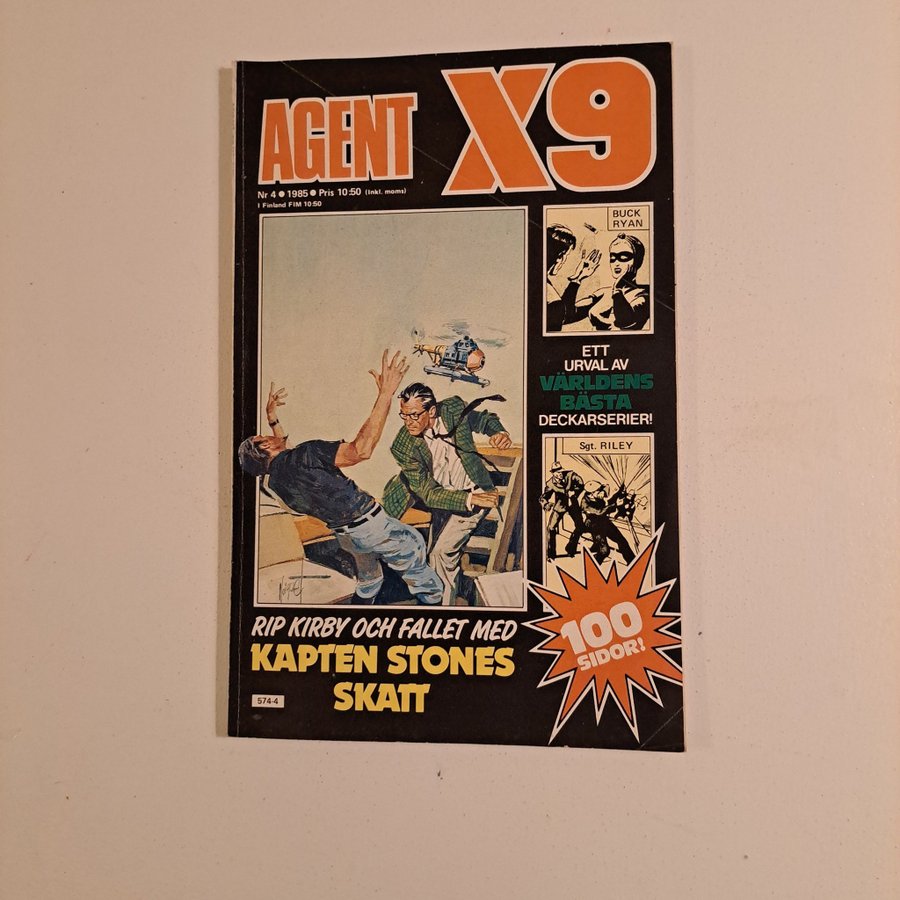 AGENT X9
Nr 4 ● 1985 ● Pris 10:50 (Inkl. moms)
I Finland FIM 10:50
BUCK
RYAN
ETT
URVAL AV
VÄRLDENS
BÄSTA
DECKARSERIER!
Sgt. RILEY
100
SIDOR!
RIP KIRBY OCH FALLET MED
KAPTEN STONES
SKATT
574-4